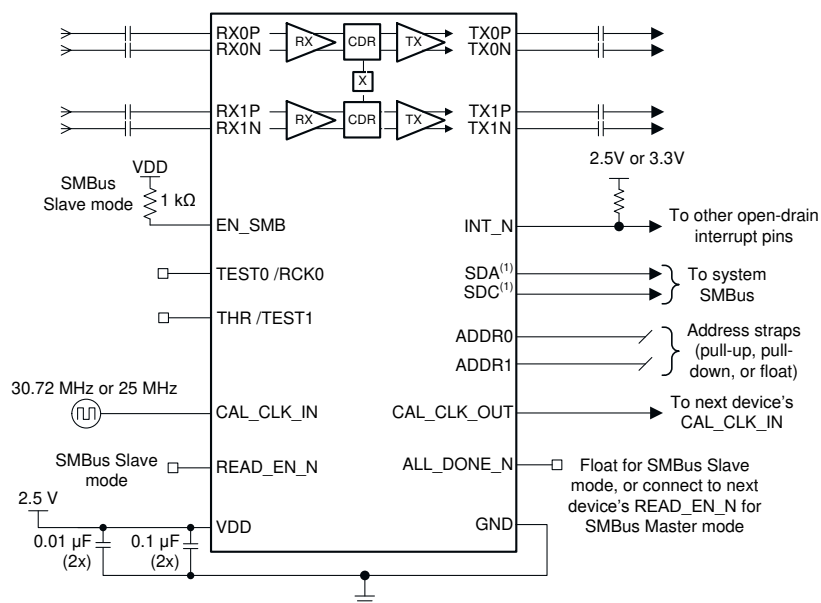 RX0P
RX0N
RX
CDR
TX
TX0P
TX0N
X
RX1P
RX1N
RX
CDR
TX
TX1P
TX1N
VDD
SMBus
Slave mode
1 kΩ
EN_SMB
2.5V or 3.3V
INT_N
To other open-drain
interrupt pins
TEST0 /RCK0
SDA(1)
SDC(1)
To system
SMBus
THR /TEST1
ADDR0
ADDR1
Address straps
(pull-up, pull-
down, or float)
30.72 MHz or 25 MHz
CAL_CLK_IN
CAL_CLK_OUT
To next device's
CAL_CLK_IN
SMBus Slave
mode
READ_EN_N
ALL_DONE_N
Float for SMBus Slave
mode, or connect to next
device's READ_EN_N for
SMBus Master mode
2.5 V
VDD
GND
0.01 µF
(2x)
0.1 µF
(2x)